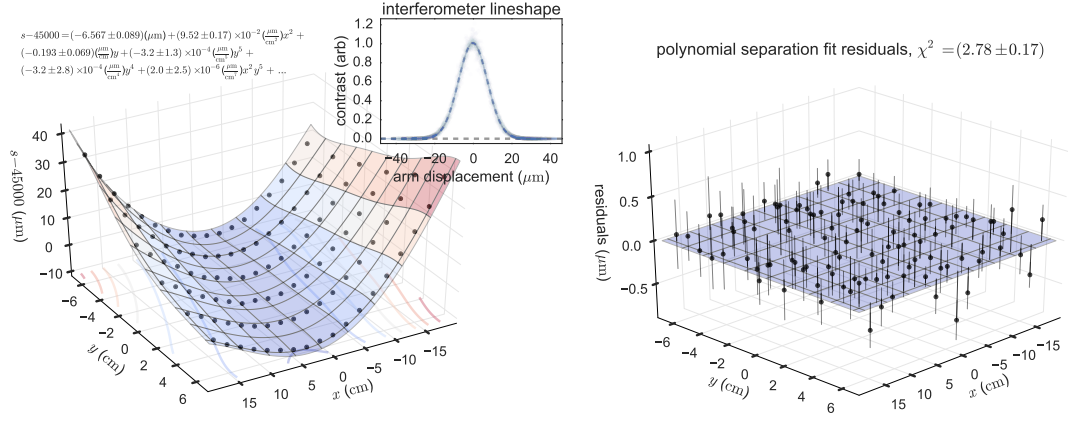 interferometer lineshape
s−45000=(−6.567±0.089)(μm)+(9.52±0.17)×10⁻²(μm/cm²)x²+
(−0.193±0.069)(μm/cm)y+(−3.2±1.3)×10⁻⁴(μm/cm⁵)y⁵+
(−3.2±2.8)×10⁻⁴(μm/cm⁴)y⁴+(2.0±2.5)×10⁻⁶(μm/cm⁷)x²y⁵+...
contrast (arb)
1.2
1.0
0.8
0.6
0.4
0.2
0.0
−40 −20 0 20 40
arm displacement (μm)
s−45000 (μm)
40
30
20
10
0
−10
−6
−4
−2
0
2
4
6
y (cm)
15 10 5 0 −5 −10 −15
x (cm)
polynomial separation fit residuals, χ² =(2.78±0.17)
residuals (μm)
1.0
0.5
0.0
−0.5
−6
−4
−2
0
2
4
6
y (cm)
15 10 5 0 −5 −10 −15
x (cm)